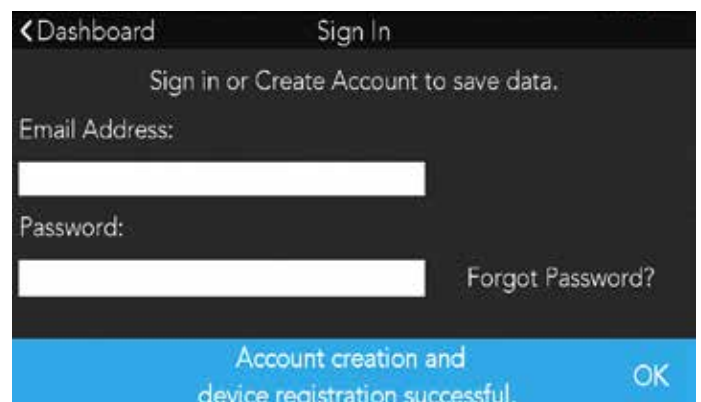 Dashboard
Sign In
Sign in or Create Account to save data.
Email Address:
Password:
Forgot Password?
Account creation and
device registration successful.
OK